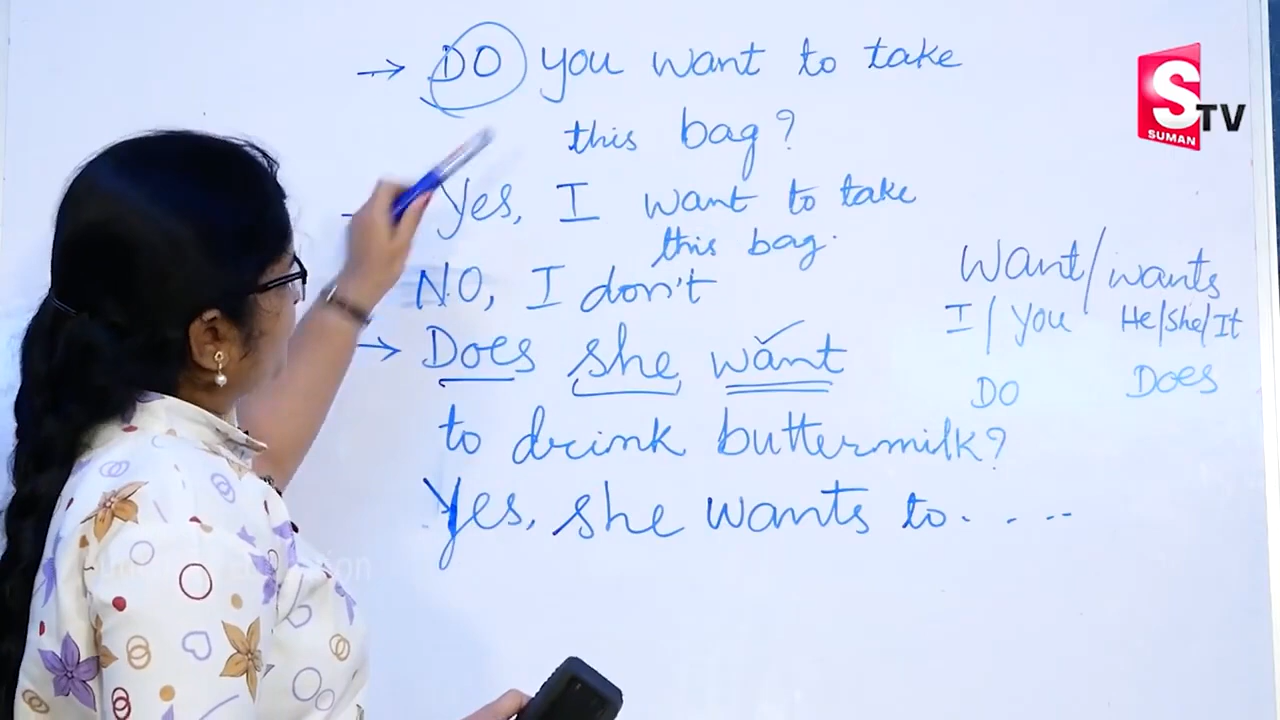 → DO you want to take
this bag?
Yes, I want to take
this bag.
NO, I don't
→ Does she want
to drink buttermilk?
Yes, she wants to. . . --
Want/wants
I/You He/She/It
DO Does
S
SUMAN
TV